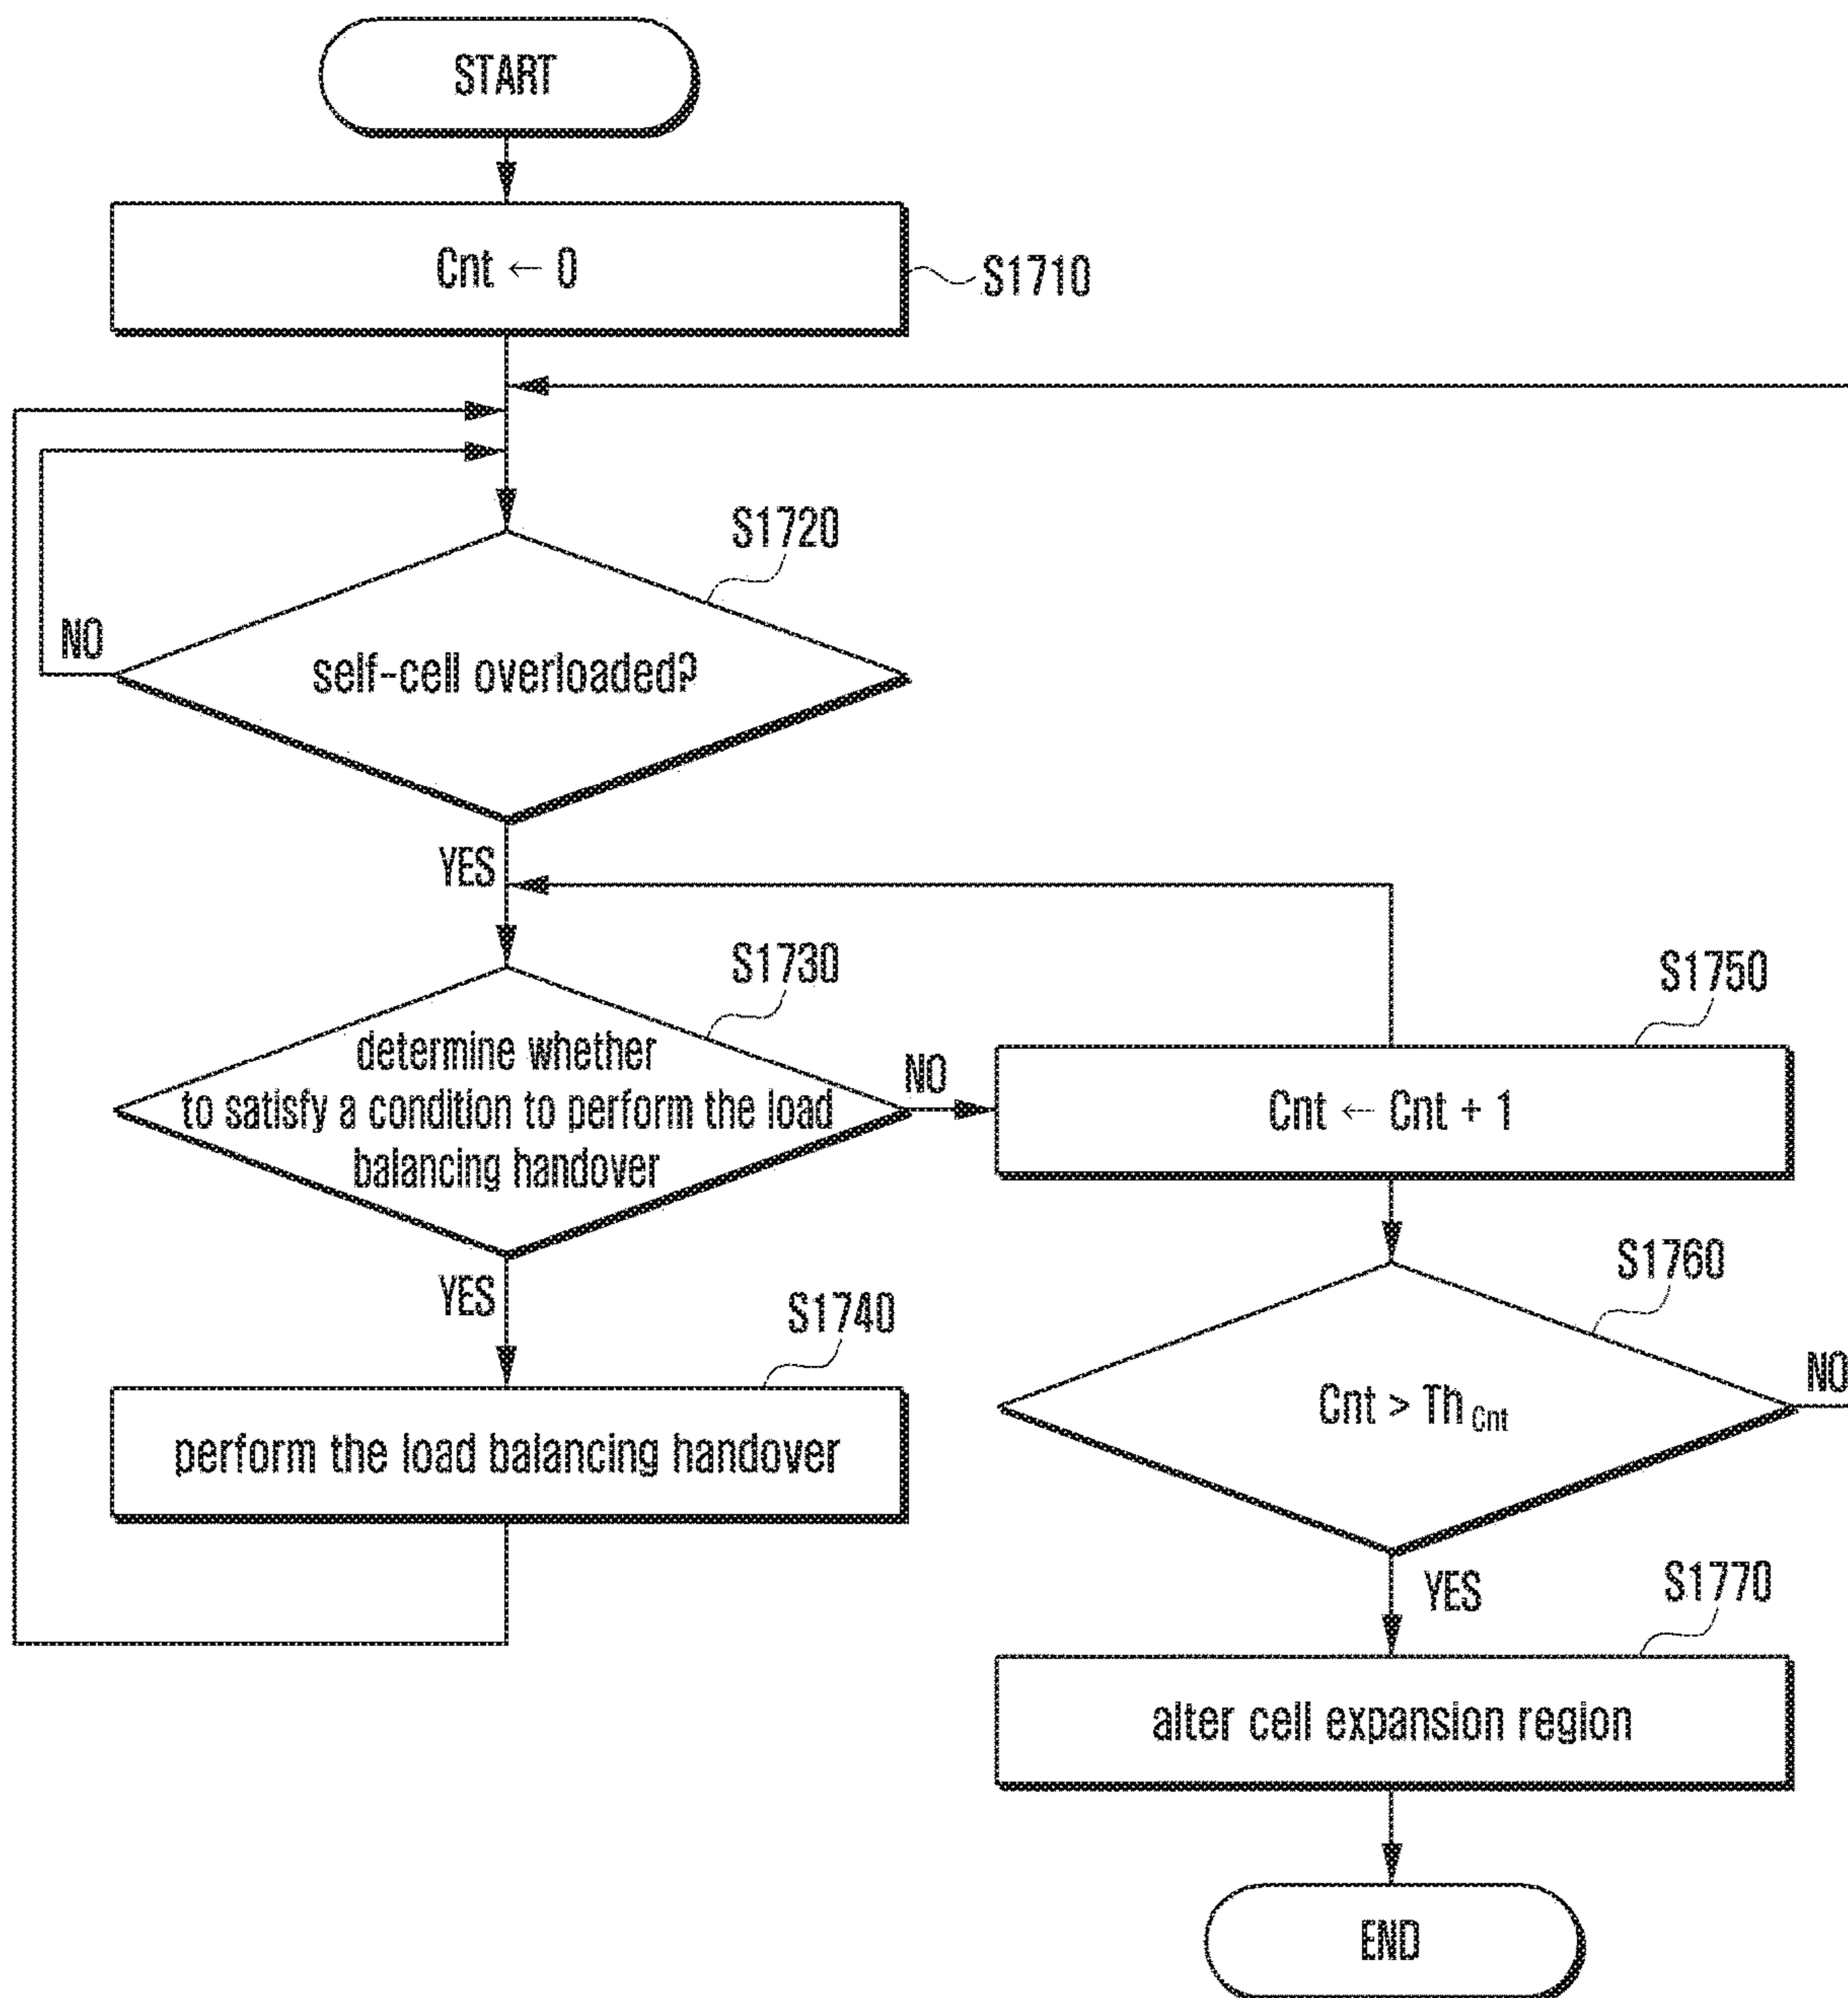 START
Cnt ← 0
S1710
S1720
NO
self-cell overloaded?
YES
S1730
determine whether
to satisfy a condition to perform the load
balancing handover
NO
S1750
Cnt ← Cnt + 1
YES
S1740
perform the load balancing handover
S1760
Cnt > Th Cnt
NO
YES
S1770
alter cell expansion region
END